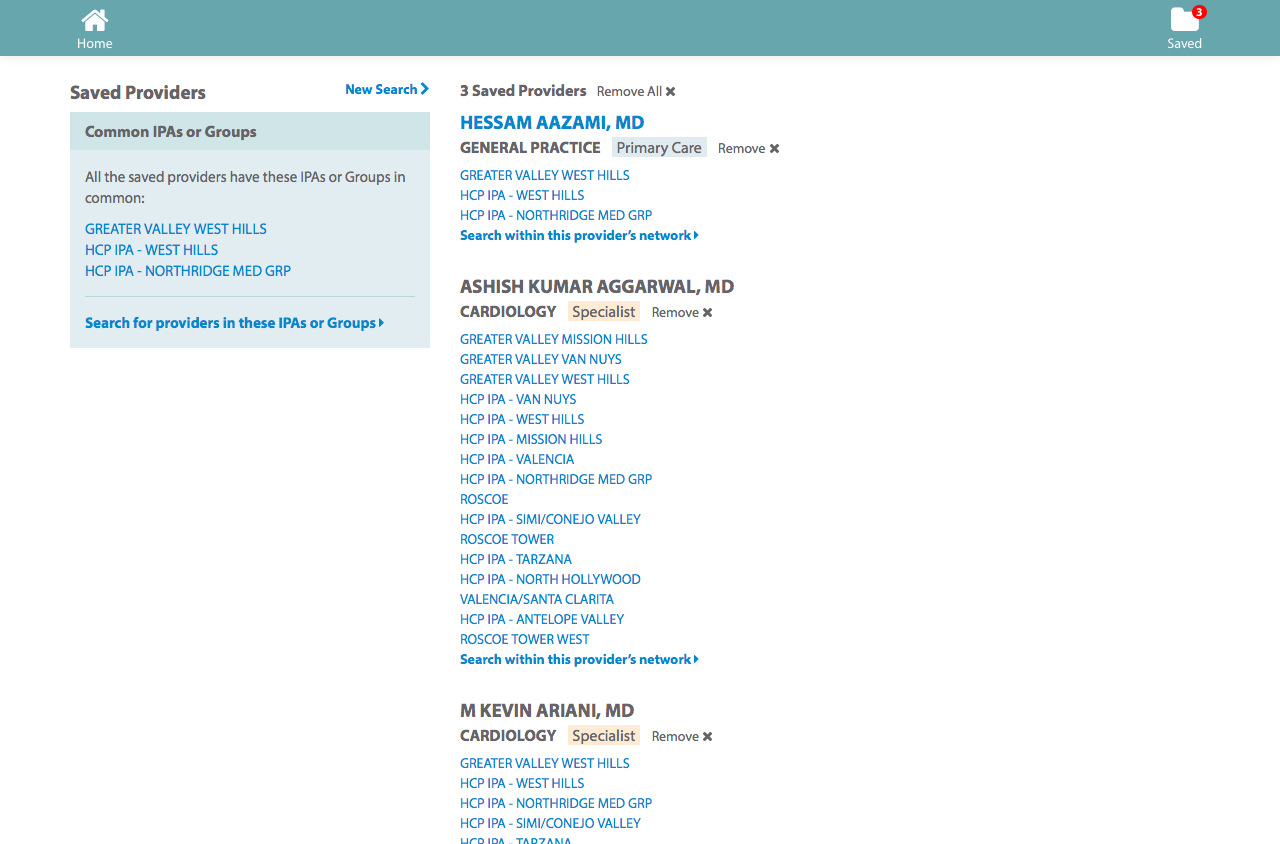 Home
3
Saved
Saved Providers
New Search
Common IPAs or Groups
All the saved providers have these IPAs or Groups in
common:
GREATER VALLEY WEST HILLS
HCP IPA - WEST HILLS
HCP IPA - NORTHRIDGE MED GRP
Search for providers in these IPAs or Groups
3 Saved Providers Remove All
HESSAM AAZAMI, MD
GENERAL PRACTICE Primary Care Remove
GREATER VALLEY WEST HILLS
HCP IPA - WEST HILLS
HCP IPA - NORTHRIDGE MED GRP
Search within this provider's network
ASHISH KUMAR AGGARWAL, MD
CARDIOLOGY Specialist Remove
GREATER VALLEY MISSION HILLS
GREATER VALLEY VAN NUYS
GREATER VALLEY WEST HILLS
HCP IPA - VAN NUYS
HCP IPA - WEST HILLS
HCP IPA - MISSION HILLS
HCP IPA - VALENCIA
HCP IPA - NORTHRIDGE MED GRP
ROSCOE
HCP IPA - SIMI/CONEJO VALLEY
ROSCOE TOWER
HCP IPA - TARZANA
HCP IPA - NORTH HOLLYWOOD
VALENCIA/SANTA CLARITA
HCP IPA - ANTELOPE VALLEY
ROSCOE TOWER WEST
Search within this provider's network
M KEVIN ARIANI, MD
CARDIOLOGY Specialist Remove
GREATER VALLEY WEST HILLS
HCP IPA - WEST HILLS
HCP IPA - NORTHRIDGE MED GRP
HCP IPA - SIMI/CONEJO VALLEY
HCP IPA - TARZANA